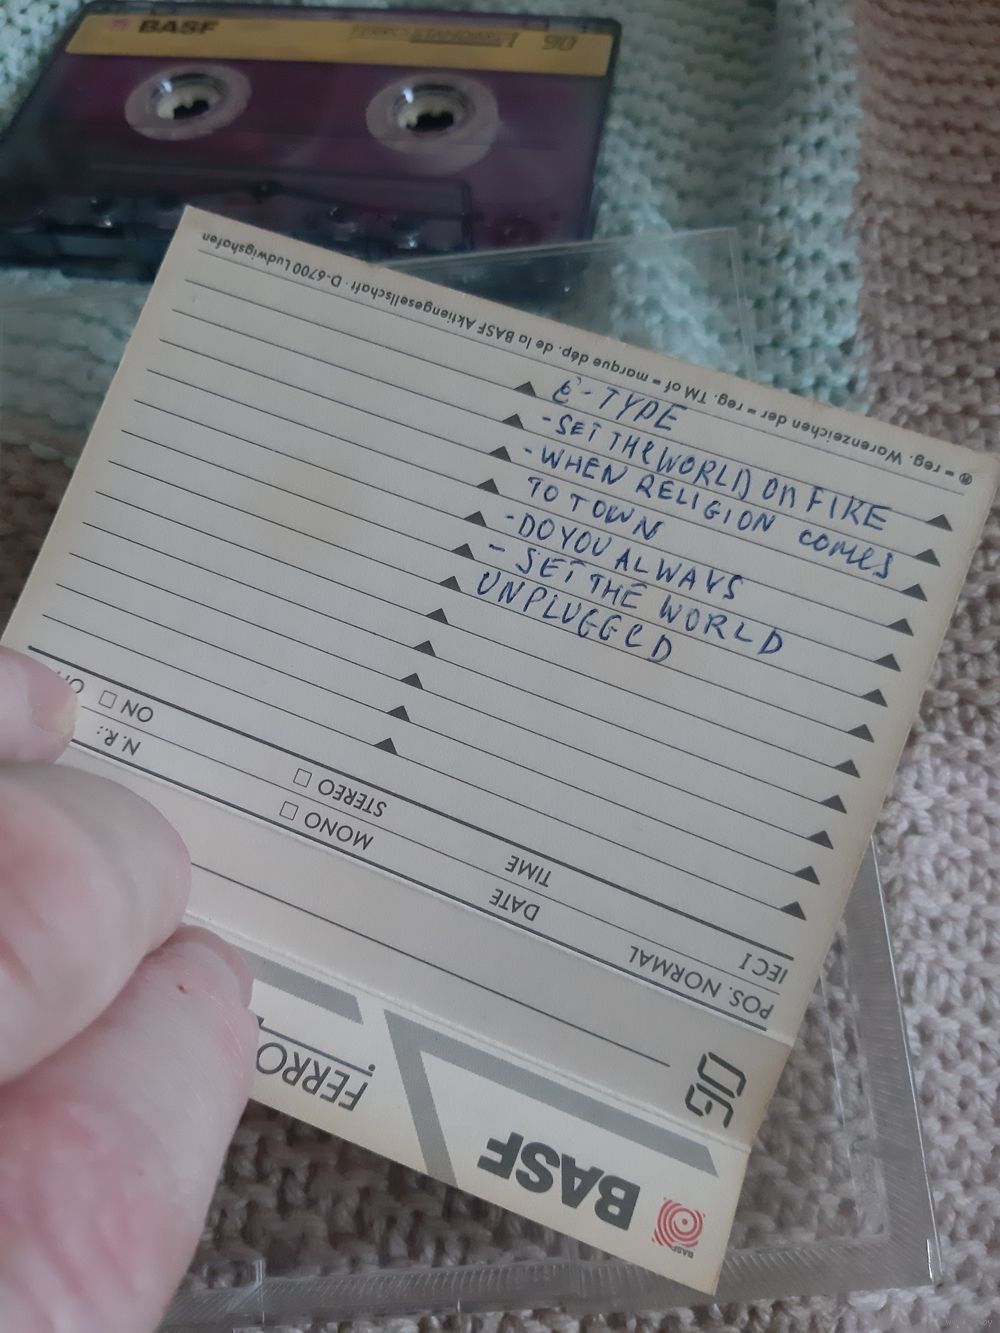 BASF
FERRO STANDARD I 90
® = reg. Warenzeichen der = reg. TM of = marque dép. de la BASF Aktiengesellschaft · D-6700 Ludwigshafen
E-TYPE
-SET THE WORLD ON FIRE
-WHEN RELIGION COMES
TO TOWN
-DO YOU ALWAYS
- SET THE WORLD
UNPLUGGED
IEC I TIME STEREO □ ON □
POS. NORMAL DATE MONO □ N.R.:
90
BASF FERRO
BASF